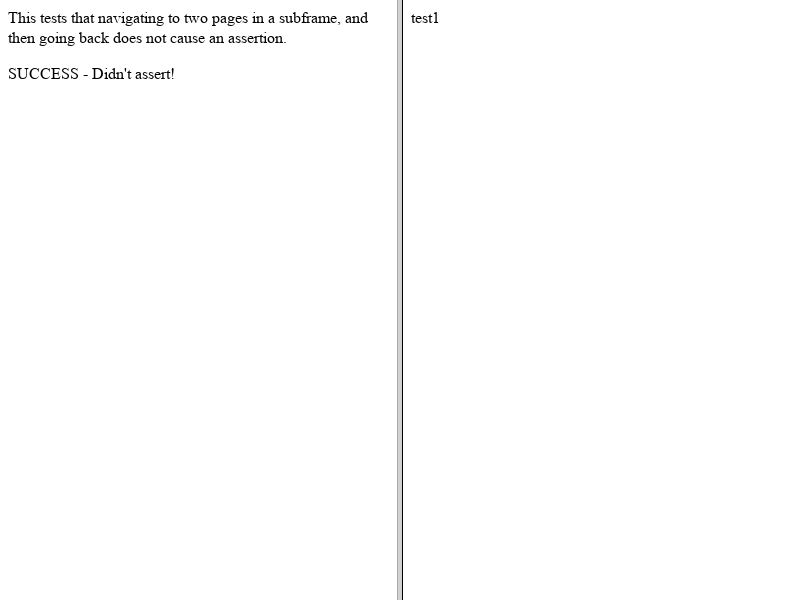 This tests that navigating to two pages in a subframe, and
then going back does not cause an assertion.
SUCCESS - Didn't assert!
test1